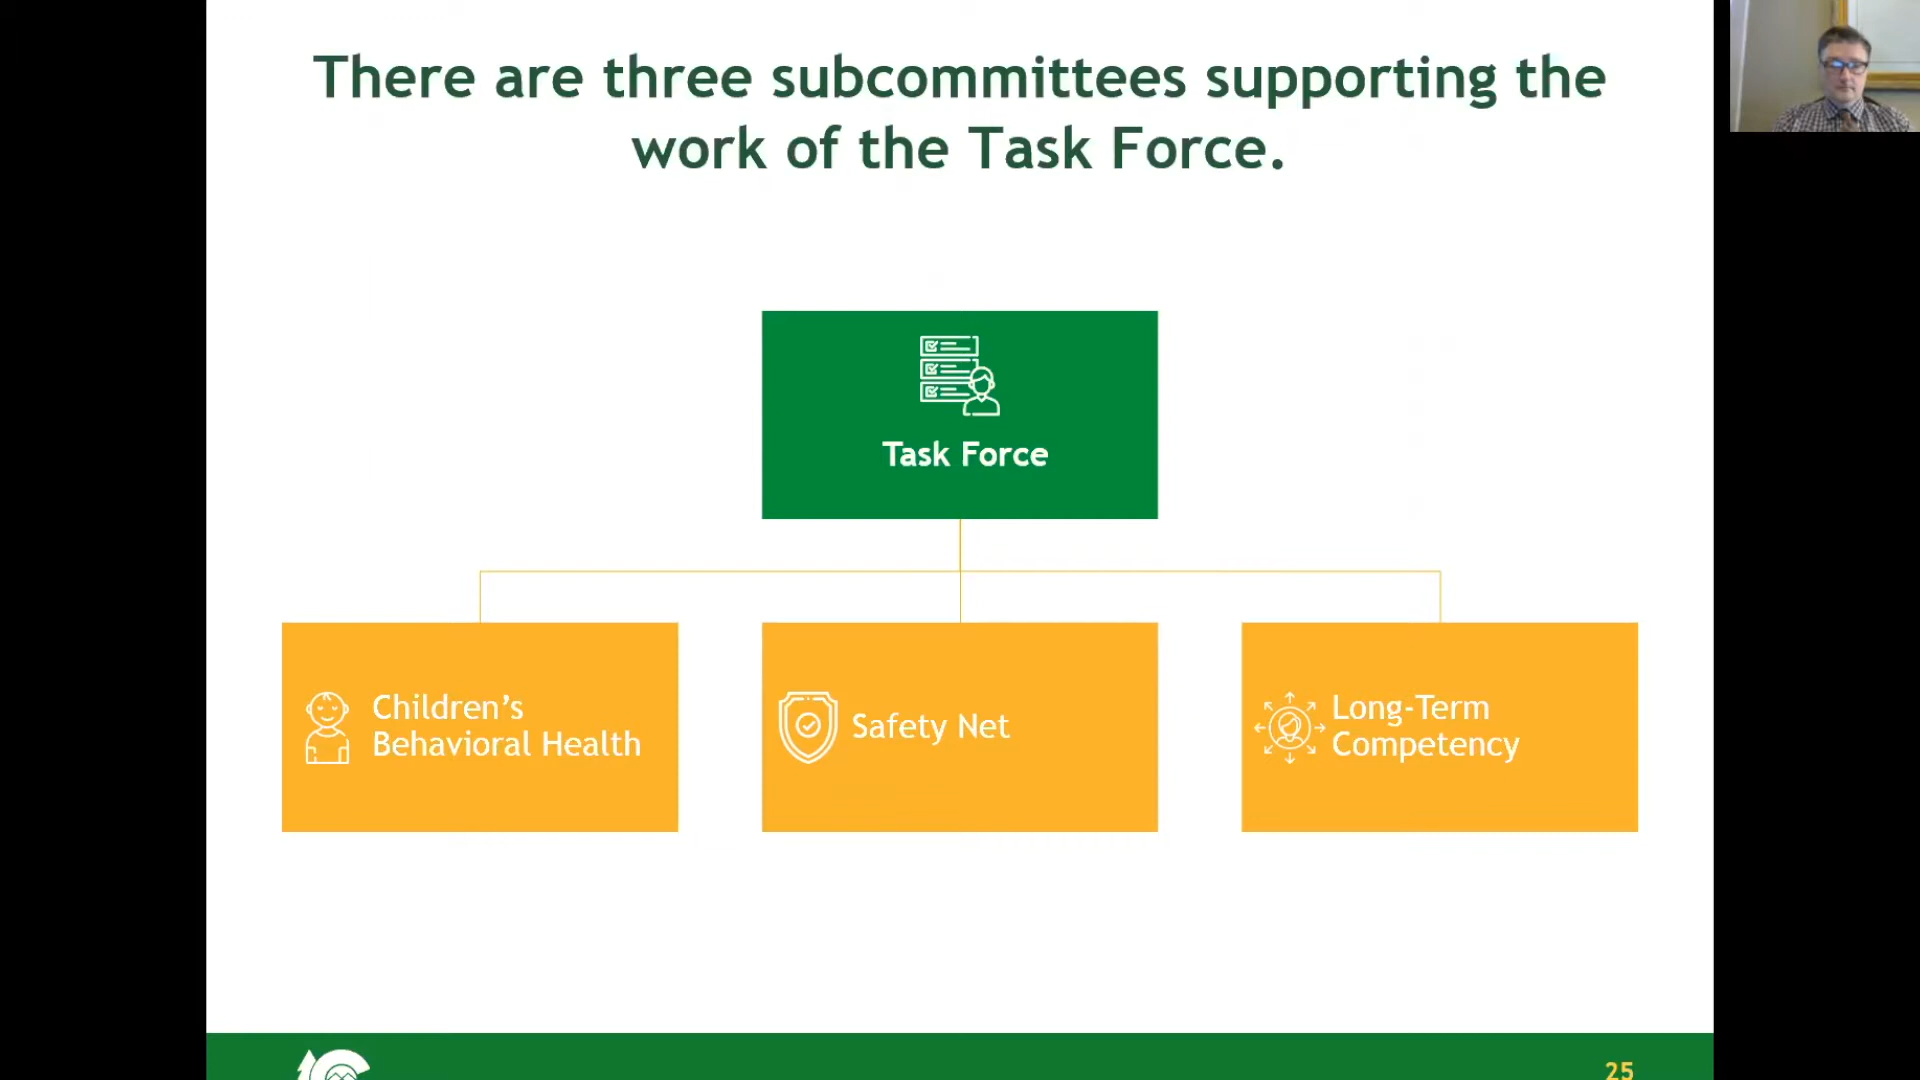 There are three subcommittees supporting the
work of the Task Force.
Task Force
Children’s
Behavioral Health
Safety Net
Long-Term
Competency
25